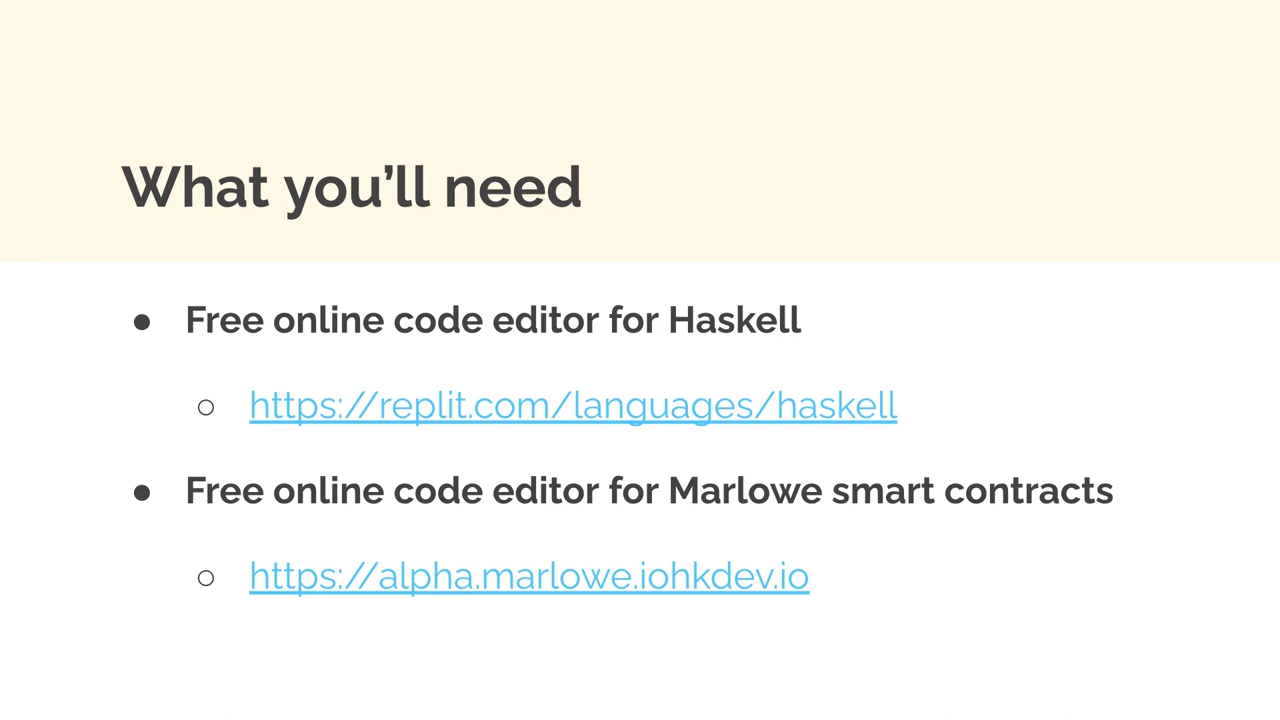 What you’ll need
● Free online code editor for Haskell
○ https://replit.com/languages/haskell
● Free online code editor for Marlowe smart contracts
○ https://alpha.marlowe.iohkdev.io